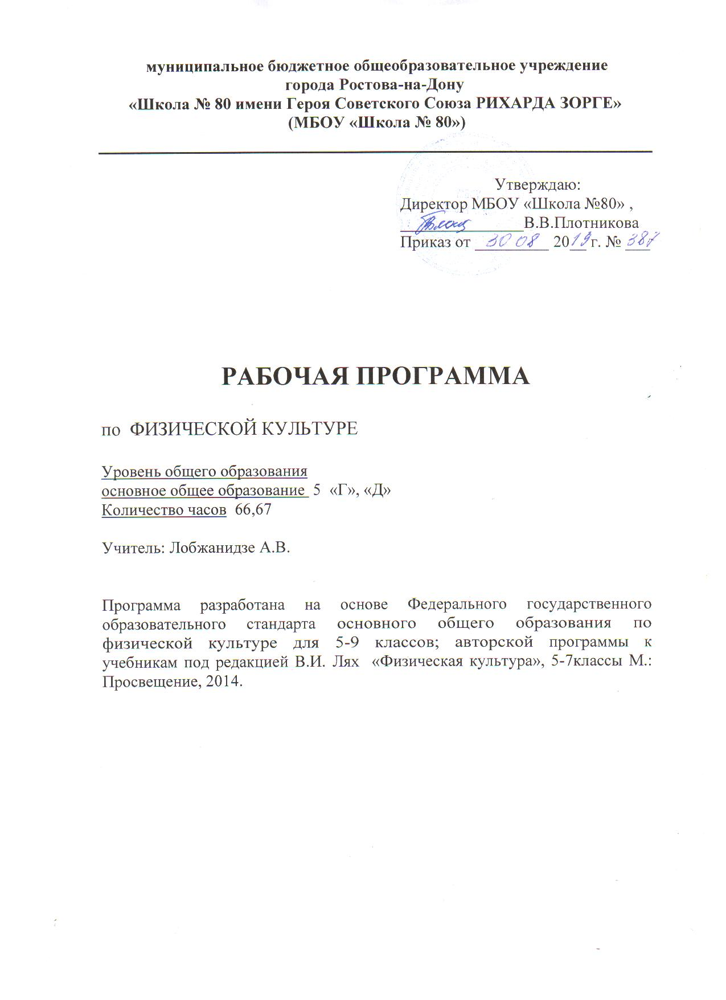 муниципальное бюджетное общеобразовательное учреждение
города Ростова-на-Дону
«Школа № 80 имени Героя Советского Союза РИХАРДА ЗОРГЕ»
(МБОУ «Школа № 80»)
Утверждаю:
Директор МБОУ «Школа №80» ,
_______________В.В.Плотникова
Приказ от 30 08 2019 г. № 387
РАБОЧАЯ ПРОГРАММА
по ФИЗИЧЕСКОЙ КУЛЬТУРЕ
Уровень общего образования
основное общее образование 5 «Г», «Д»
Количество часов 66,67
Учитель: Лобжанидзе А.В.
Программа разработана на основе Федерального государственного
образовательного стандарта основного общего образования по
физической культуре для 5-9 классов; авторской программы к
учебникам под редакцией В.И. Лях «Физическая культура», 5-7классы М.:
Просвещение, 2014.